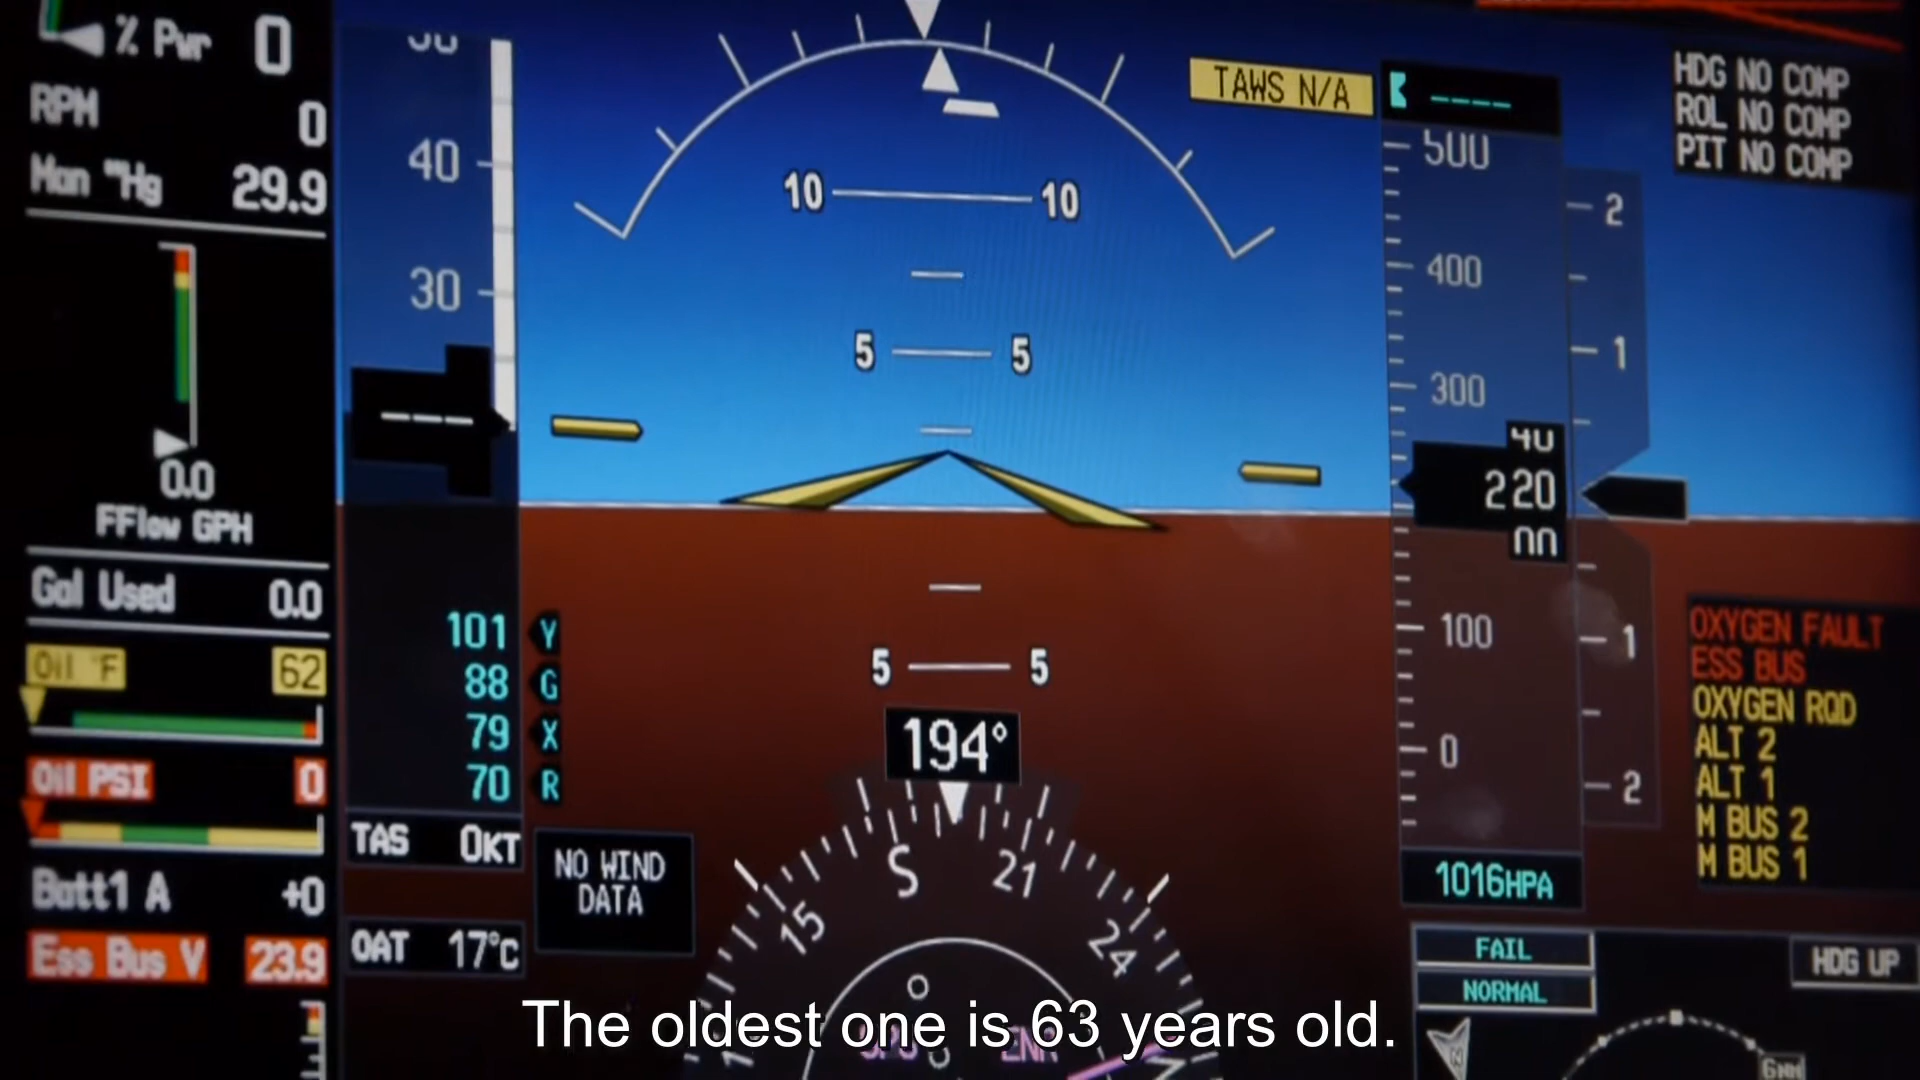 % Pwr 0
RPM 0
Man "Hg 29.9
0.0
FFlow GPH
Gal Used 0.0
Oil °F 62
Oil PSI 0
Batt1 A +0
Ess Bus V 23.9
40
30
---
101 Y
88 G
79 X
70 R
TAS 0KT
OAT 17°C
NO WIND
DATA
10 10
5 5
5 5
194°
15 S 21 24
TAWS N/A
----
500
400
300
220
100
0
1016HPA
2
1
1
2
HDG NO COMP
ROL NO COMP
PIT NO COMP
OXYGEN FAULT
ESS BUS
OXYGEN RQD
ALT 2
ALT 1
M BUS 2
M BUS 1
FAIL
NORMAL
HDG UP
N
The oldest one is 63 years old.